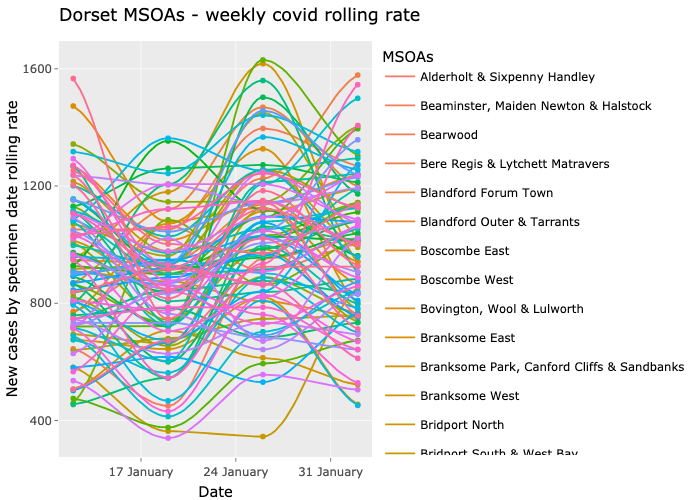 Dorset MSOAs - weekly covid rolling rate
New cases by specimen date rolling rate
1600
1200
800
400
17 January
24 January
31 January
Date
MSOAs
Alderholt & Sixpenny Handley
Beaminster, Maiden Newton & Halstock
Bearwood
Bere Regis & Lytchett Matravers
Blandford Forum Town
Blandford Outer & Tarrants
Boscombe East
Boscombe West
Bovington, Wool & Lulworth
Branksome East
Branksome Park, Canford Cliffs & Sandbanks
Branksome West
Bridport North
Bridport South & West Bay